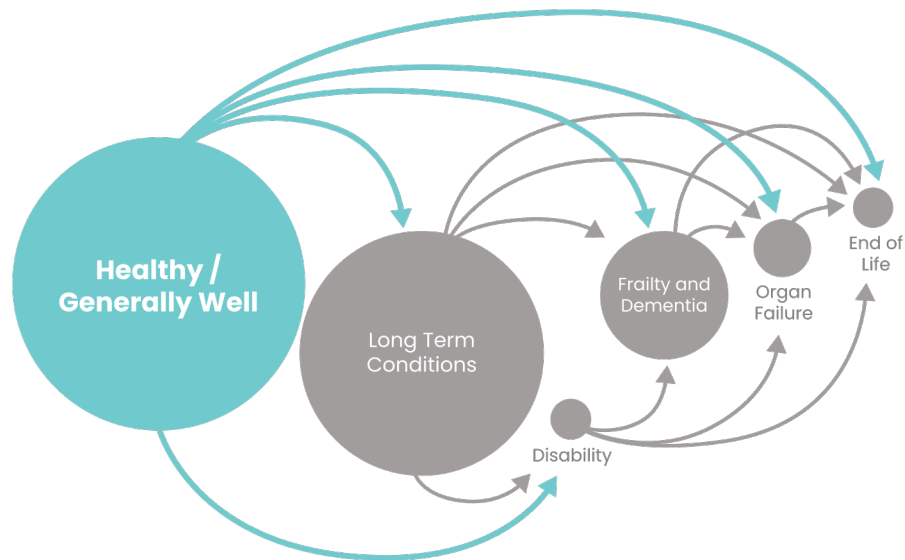 Healthy /
Generally Well
Long Term
Conditions
Disability
Frailty and
Dementia
Organ
Failure
End of
Life